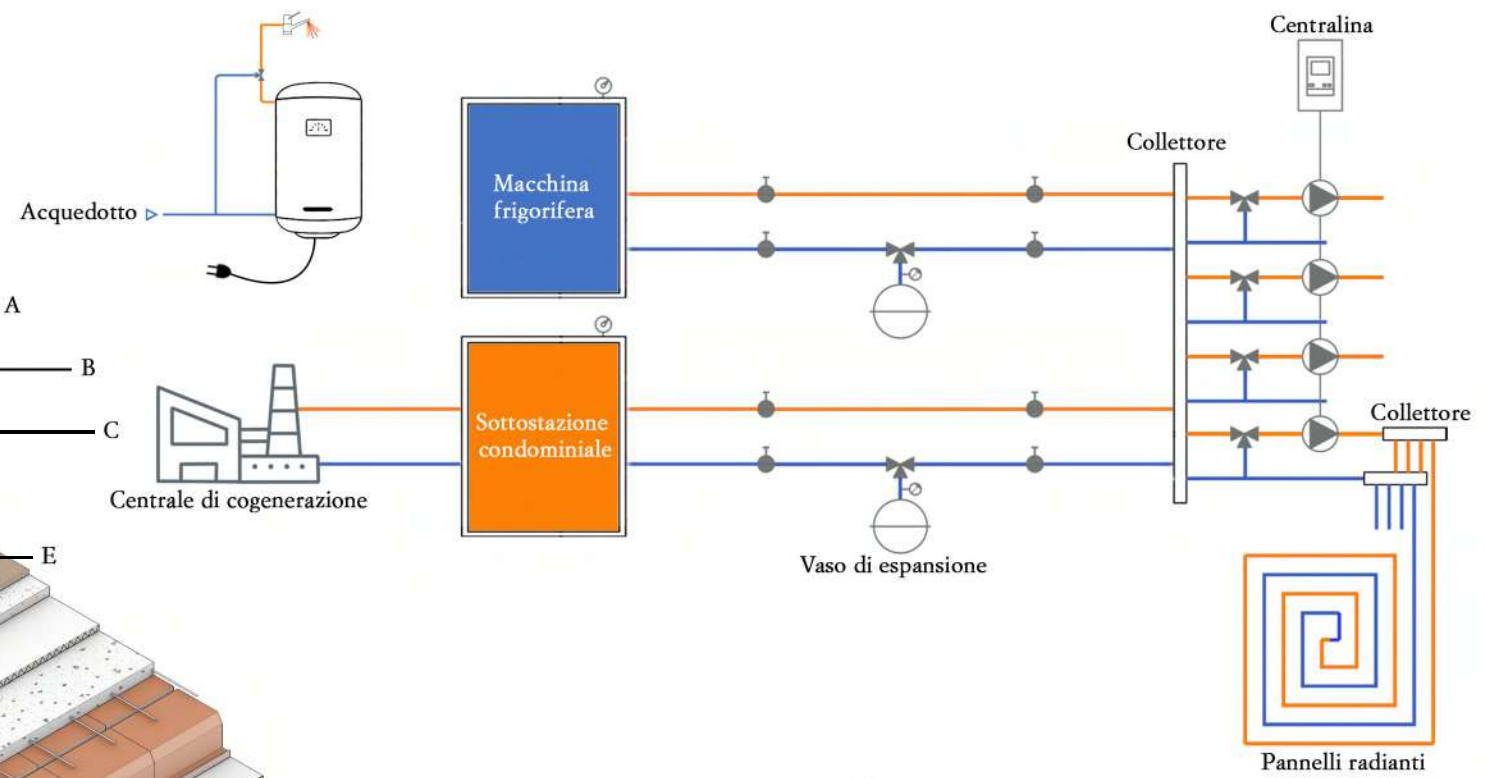 Centralina
Collettore
Macchina
frigorifera
Acquedotto
A
B
C
Sottostazione
condominiale
Collettore
Centrale di cogenerazione
E
Vaso di espansione
Pannelli radianti